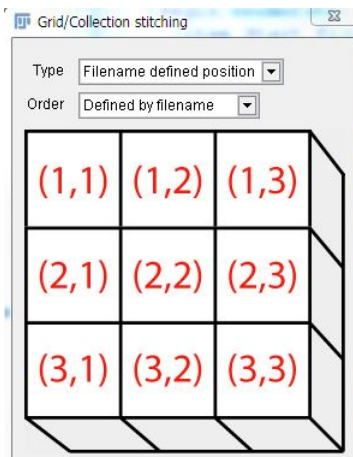 Grid/Collection stitching
Type Filename defined position
Order Defined by filename
(1,1) (1,2) (1,3)
(2,1) (2,2) (2,3)
(3,1) (3,2) (3,3)